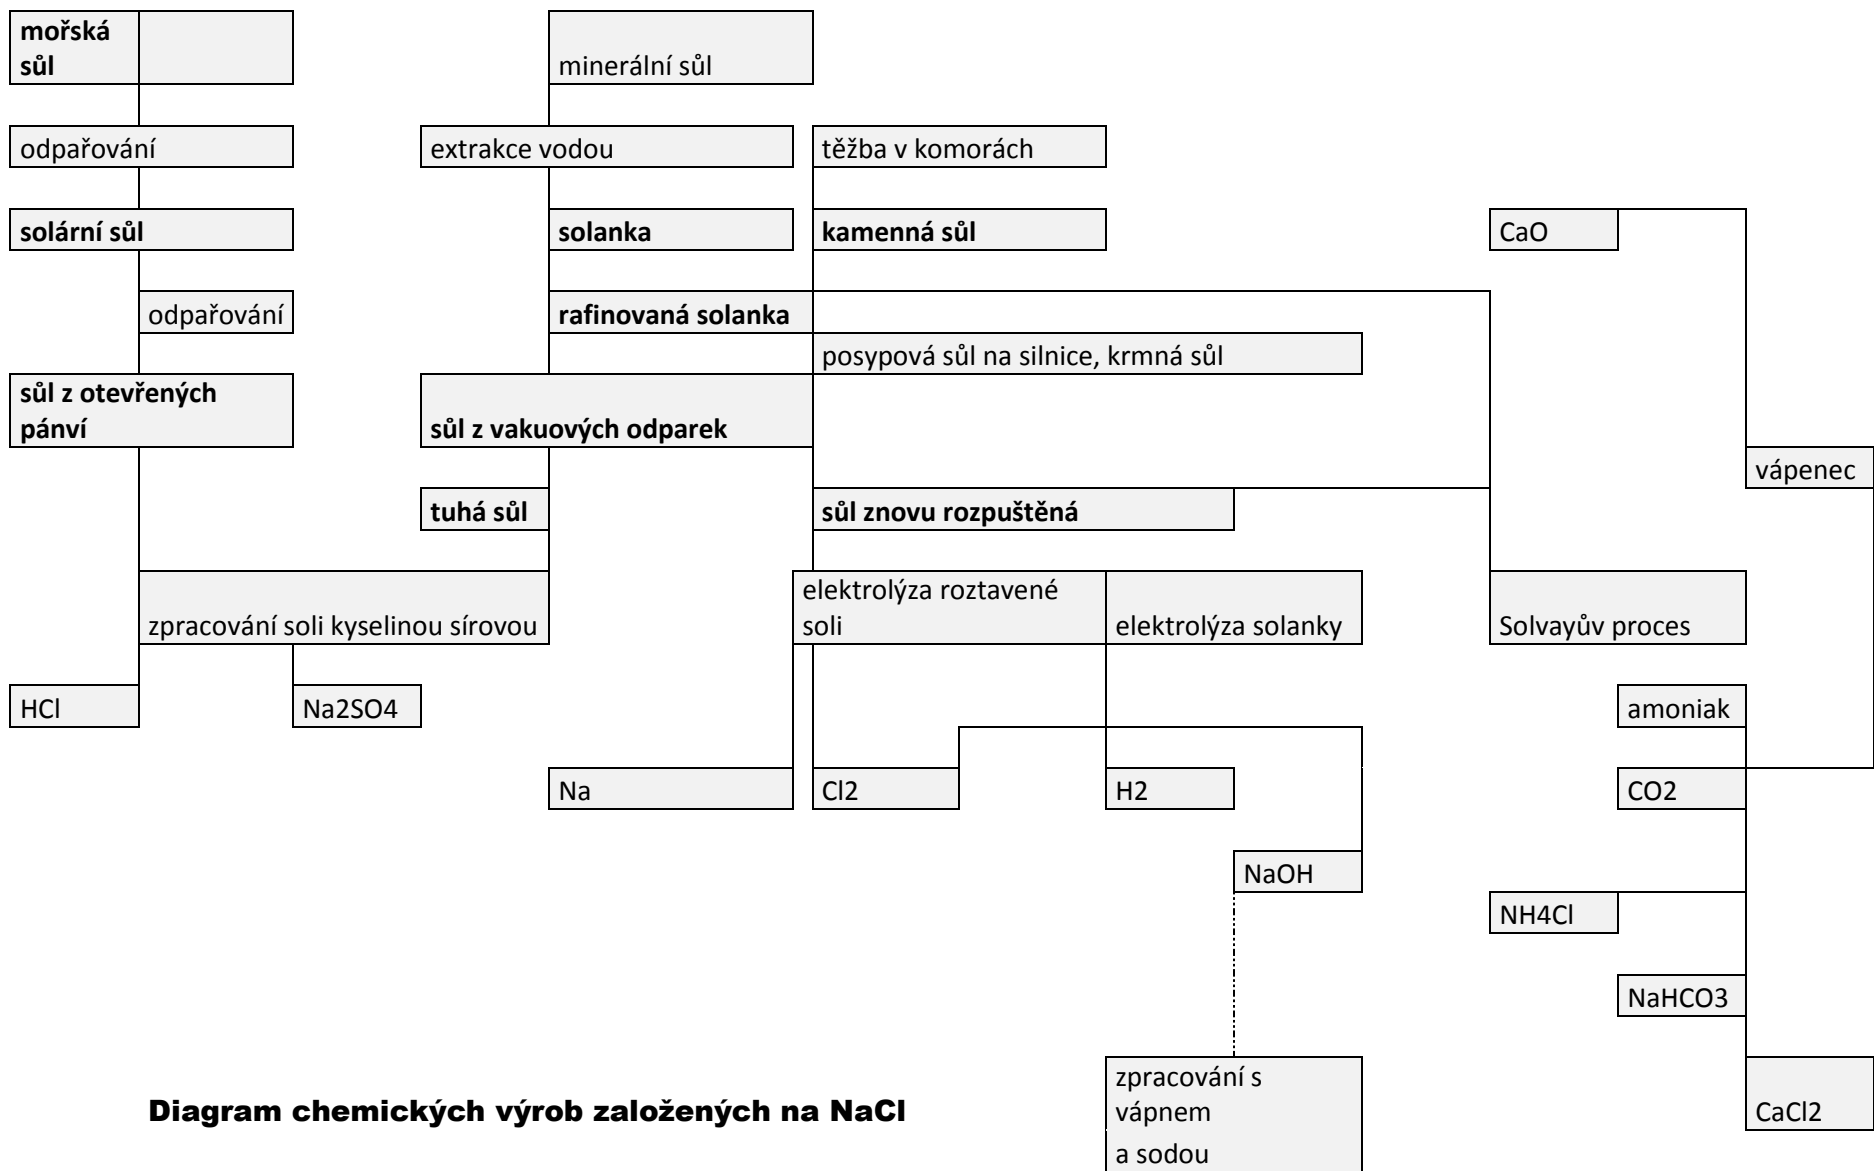 mořská
sůl
minerální sůl
odpařování
extrakce vodou
těžba v komorách
solární sůl
solanka
kamenná sůl
CaO
odpařování
rafinovaná solanka
posypová sůl na silnice, krmná sůl
sůl z otevřených
pánví
sůl z vakuových odparek
vápenec
tuhá sůl
sůl znovu rozpuštěná
zpracování soli kyselinou sírovou
elektrolýza roztavené
soli
elektrolýza solanky
Solvayův proces
HCl
Na2SO4
amoniak
Na
Cl2
H2
CO2
NaOH
NH4Cl
NaHCO3
zpracování s
vápnem
a sodou
Diagram chemických výrob založených na NaCl
CaCl2